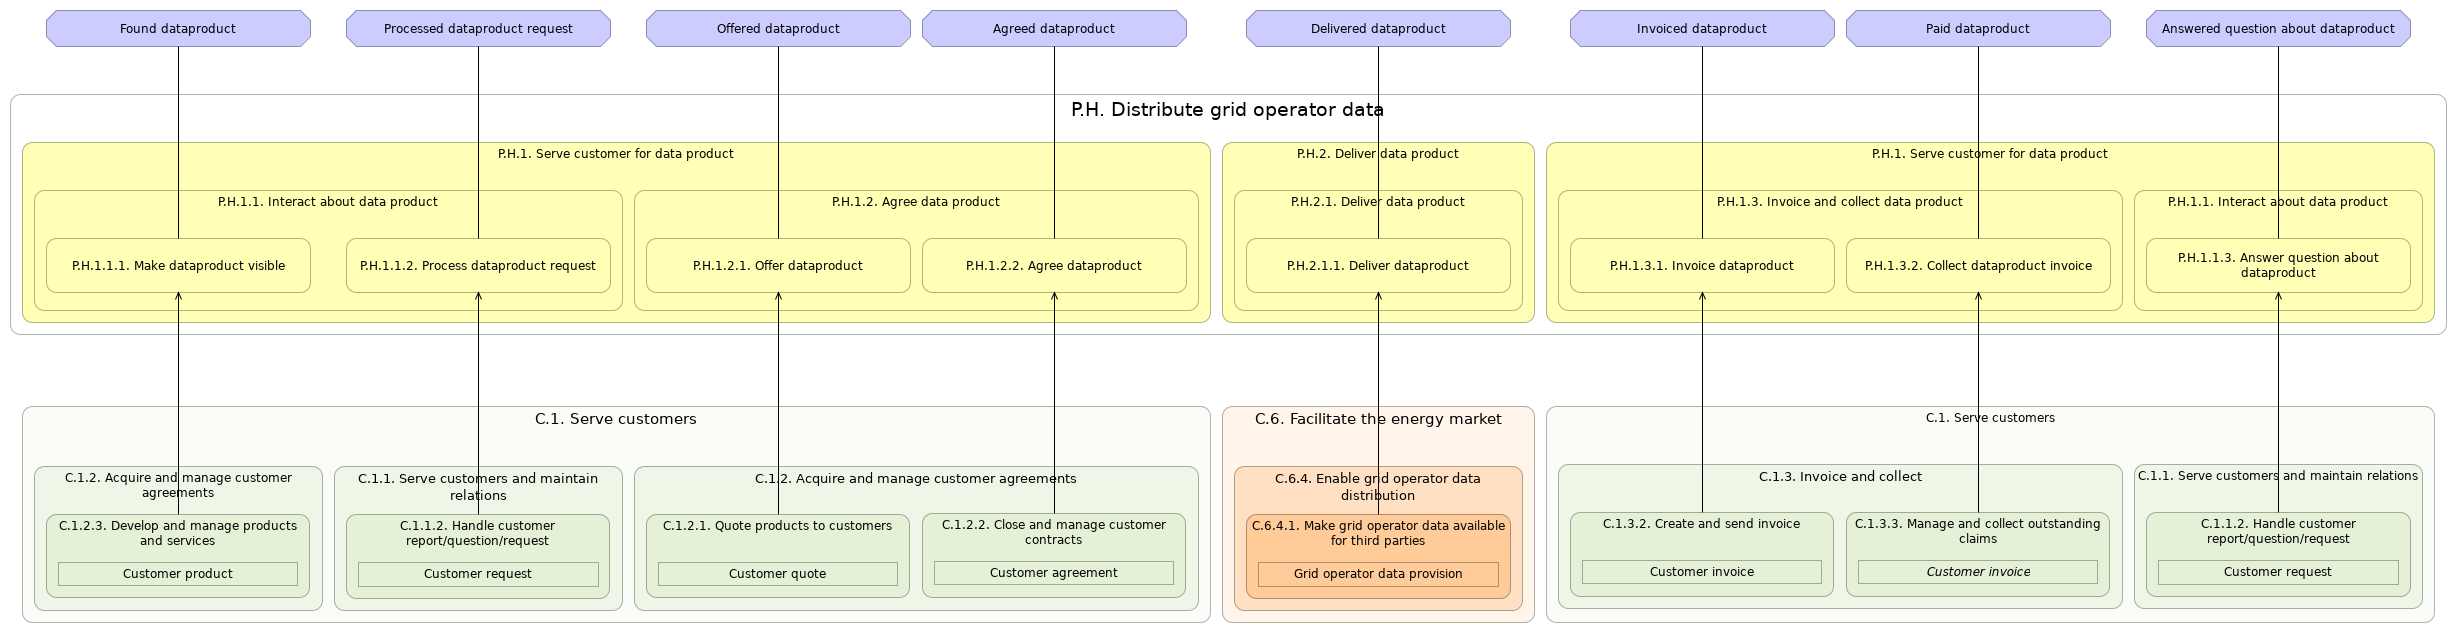 Found dataproduct
Processed dataproduct request
Offered dataproduct
Agreed dataproduct
Delivered dataproduct
Invoiced dataproduct
Paid dataproduct
Answered question about dataproduct
P.H. Distribute grid operator data
P.H.1. Serve customer for data product
P.H.2. Deliver data product
P.H.1. Serve customer for data product
P.H.1.1. Interact about data product
P.H.1.2. Agree data product
P.H.2.1. Deliver data product
P.H.1.3. Invoice and collect data product
P.H.1.1. Interact about data product
P.H.1.1.1. Make dataproduct visible
P.H.1.1.2. Process dataproduct request
P.H.1.2.1. Offer dataproduct
P.H.1.2.2. Agree dataproduct
P.H.2.1.1. Deliver dataproduct
P.H.1.3.1. Invoice dataproduct
P.H.1.3.2. Collect dataproduct invoice
P.H.1.1.3. Answer question about
dataproduct
C.1. Serve customers
C.6. Facilitate the energy market
C.1. Serve customers
C.1.2. Acquire and manage customer
agreements
C.1.1. Serve customers and maintain
relations
C.1.2. Acquire and manage customer agreements
C.6.4. Enable grid operator data
distribution
C.1.3. Invoice and collect
C.1.1. Serve customers and maintain relations
C.1.2.3. Develop and manage products
and services
Customer product
C.1.1.2. Handle customer
report/question/request
Customer request
C.1.2.1. Quote products to customers
Customer quote
C.1.2.2. Close and manage customer
contracts
Customer agreement
C.6.4.1. Make grid operator data available
for third parties
Grid operator data provision
C.1.3.2. Create and send invoice
Customer invoice
C.1.3.3. Manage and collect outstanding
claims
Customer invoice
C.1.1.2. Handle customer
report/question/request
Customer request